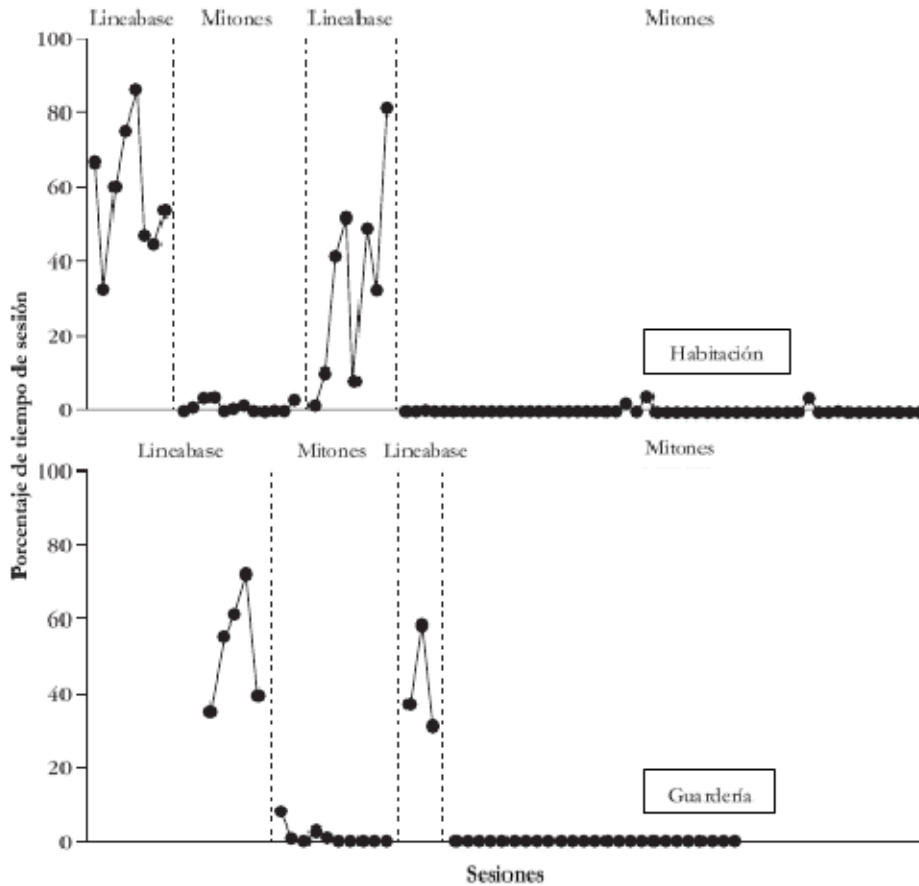 Lineabase Mitones Lineabase Mitones
100
80
60
40
20
0
Habitación
Porcentaje de tiempo de sesión
Lineabase Mitones Lineabase Mitones
100
80
60
40
20
0
Guardería
Sesiones